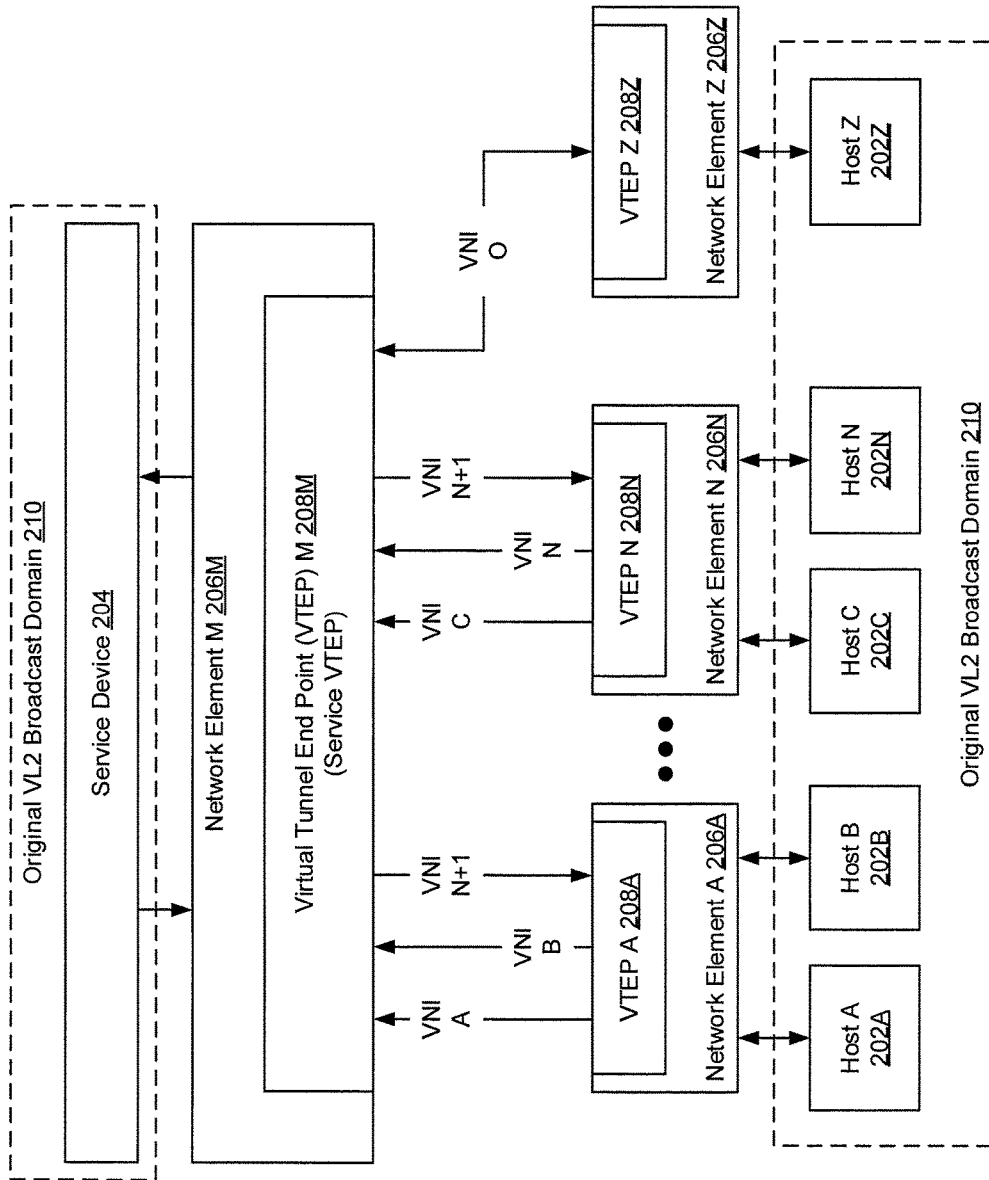 Original VL2 Broadcast Domain 210
Service Device 204
Network Element M 206M
Virtual Tunnel End Point (VTEP) M 208M
(Service VTEP)
VNI
A
VNI
B
VNI
N+1
VNI
C
VNI
N
VNI
N+1
VNI
O
VTEP A 208A
Network Element A 206A
VTEP N 208N
Network Element N 206N
VTEP Z 208Z
Network Element Z 206Z
Host A
202A
Host B
202B
Host C
202C
Host N
202N
Host Z
202Z
Original VL2 Broadcast Domain 210